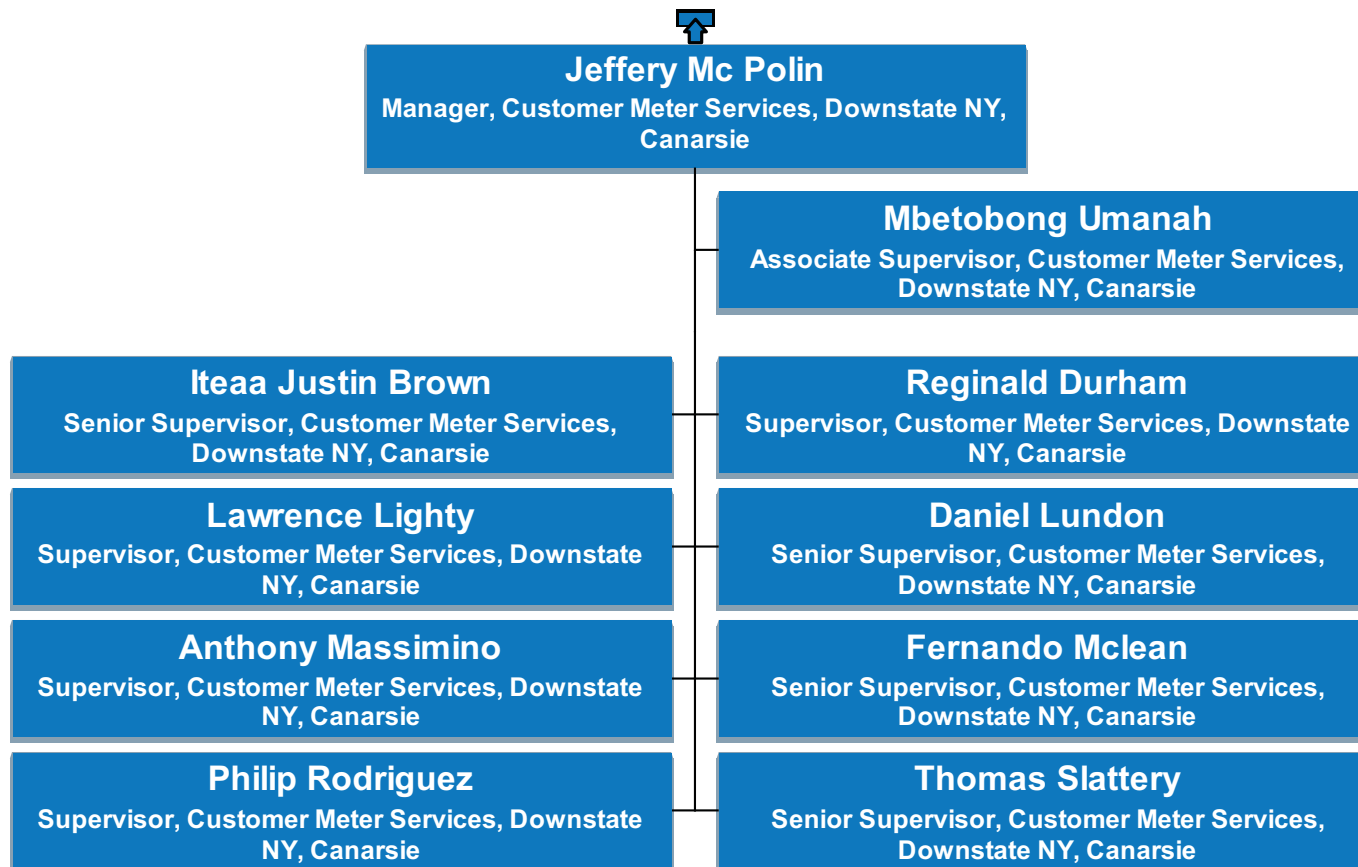 Jeffery Mc Polin
Manager, Customer Meter Services, Downstate NY,
Canarsie
Mbetobong Umanah
Associate Supervisor, Customer Meter Services,
Downstate NY, Canarsie
Iteaa Justin Brown
Senior Supervisor, Customer Meter Services,
Downstate NY, Canarsie
Reginald Durham
Supervisor, Customer Meter Services, Downstate
NY, Canarsie
Lawrence Lighty
Supervisor, Customer Meter Services, Downstate
NY, Canarsie
Daniel Lundon
Senior Supervisor, Customer Meter Services,
Downstate NY, Canarsie
Anthony Massimino
Supervisor, Customer Meter Services, Downstate
NY, Canarsie
Fernando Mclean
Senior Supervisor, Customer Meter Services,
Downstate NY, Canarsie
Philip Rodriguez
Supervisor, Customer Meter Services, Downstate
NY, Canarsie
Thomas Slattery
Senior Supervisor, Customer Meter Services,
Downstate NY, Canarsie